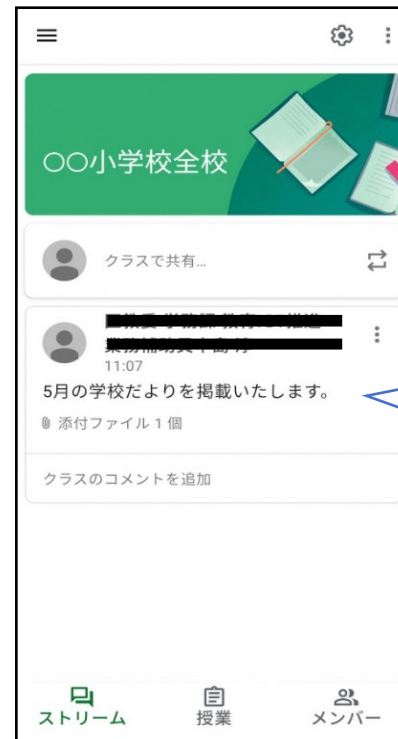 〇〇小学校全校
クラスで共有...
11:07
5月の学校だよりを掲載いたします。
添付ファイル 1 個
クラスのコメントを追加
ストリーム
授業
メンバー